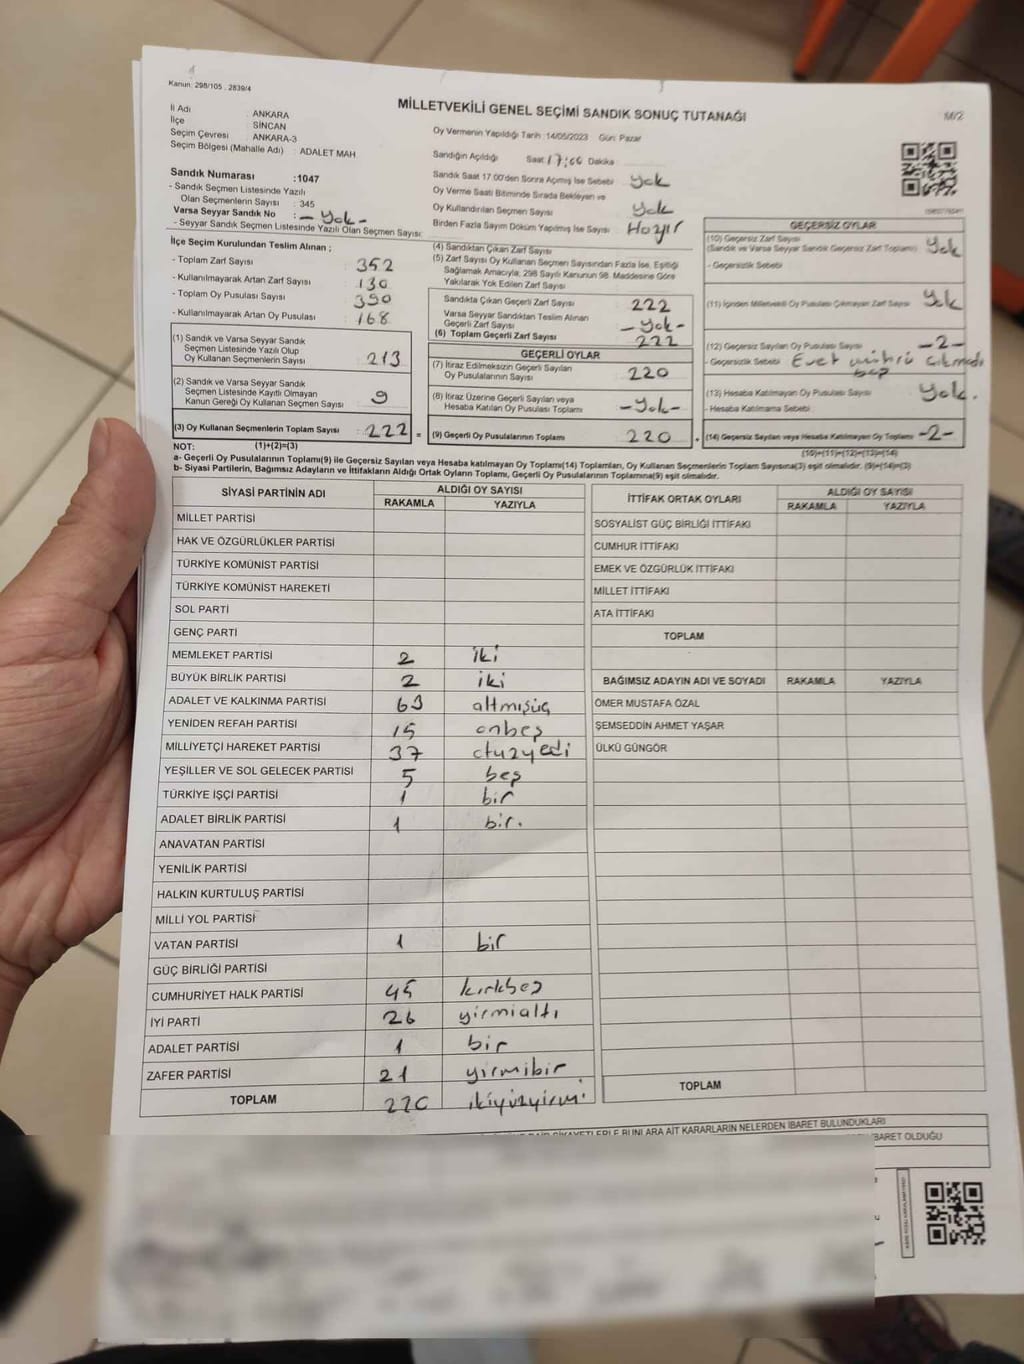 Kanun: 298/105 . 2839/4
MİLLETVEKİLİ GENEL SEÇİMİ SANDIK SONUÇ TUTANAĞI
M/2
İl Adı : ANKARA
İlçe : SİNCAN
Seçim Çevresi : ANKARA-3
Seçim Bölgesi (Mahalle Adı) : ADALET MAH
Sandık Numarası :1047
- Sandık Seçmen Listesinde Yazılı
Olan Seçmenlerin Sayısı : 345
Varsa Seyyar Sandık No : - Yok -
- Seyyar Sandık Seçmen Listesinde Yazılı Olan Seçmen Sayısı:
Oy Vermenin Yapıldığı Tarih :14/05/2023 Gün: Pazar
Sandığın Açıldığı Saat 17:00 Dakika
Sandık Saat 17.00'den Sonra Açılmış İse Sebebi Yok
Oy Verme Saati Bitiminde Sırada Bekleyen ve
Oy Kullandırılan Seçmen Sayısı Yok
Birden Fazla Sayım Döküm Yapılmış İse Sayısı : Hayır
İlçe Seçim Kurulundan Teslim Alınan ;
- Toplam Zarf Sayısı : 352
- Kullanılmayarak Artan Zarf Sayısı : 130
- Toplam Oy Pusulası Sayısı : 390
- Kullanılmayarak Artan Oy Pusulası : 168
(1) Sandık ve Varsa Seyyar Sandık
Seçmen Listesinde Yazılı Olup
Oy Kullanan Seçmenlerin Sayısı : 213
(2) Sandık ve Varsa Seyyar Sandık
Seçmen Listesinde Kayıtlı Olmayan
Kanun Gereği Oy Kullanan Seçmen Sayısı : 9
(3) Oy Kullanan Seçmenlerin Toplam Sayısı : 222 =
(4) Sandıktan Çıkan Zarf Sayısı
(5) Zarf Sayısı Oy Kullanan Seçmen Sayısından Fazla İse, Eşitliği
Sağlamak Amacıyla, 298 Sayılı Kanunun 98. Maddesine Göre
Yakılarak Yok Edilen Zarf Sayısı
Sandıkta Çıkan Geçerli Zarf Sayısı : 222
Varsa Seyyar Sandıktan Teslim Alınan
Geçerli Zarf Sayısı : -Yok-
(6) Toplam Geçerli Zarf Sayısı : 222
GEÇERLİ OYLAR
(7) İtiraz Edilmeksizin Geçerli Sayılan
Oy Pusulalarının Sayısı : 220
(8) İtiraz Üzerine Geçerli Sayılan veya
Hesaba Katılan Oy Pusulası Toplamı : -Yok-
(9) Geçerli Oy Pusulalarının Toplamı : 220 +
GEÇERSİZ OYLAR
(10) Geçersiz Zarf Sayısı
(Sandık ve Varsa Seyyar Sandık Geçersiz Zarf Toplamı) : Yok
- Geçersizlik Sebebi :
(11) İçinden Milletvekili Oy Pusulası Çıkmayan Zarf Sayısı : Yok
(12) Geçersiz Sayılan Oy Pusulası Sayısı : -2-
- Geçersizlik Sebebi : Evet mührü çıkmadı
(13) Hesaba Katılmayan Oy Pusulası Sayısı : Yok.
- Hesaba Katılmama Sebebi :
(14) Geçersiz Sayılan veya Hesaba Katılmayan Oy Toplamı -2-
NOT: (1)+(2)=(3)
(10)+(11)+(12)+(13)=(14)
a- Geçerli Oy Pusulalarının Toplamı(9) ile Geçersiz Sayılan veya Hesaba katılmayan Oy Toplamı(14) Toplamları, Oy Kullanan Seçmenlerin Toplam Sayısına(3) eşit olmalıdır. (9)+(14)=(3)
b- Siyasi Partilerin, Bağımsız Adayların ve İttifakların Aldığı Ortak Oyların Toplamı, Geçerli Oy Pusulalarının Toplamına(9) eşit olmalıdır.
SİYASİ PARTİNİN ADI ALDIĞI OY SAYISI
RAKAMLA YAZIYLA
MİLLET PARTİSİ
HAK VE ÖZGÜRLÜKLER PARTİSİ
TÜRKİYE KOMÜNİST PARTİSİ
TÜRKİYE KOMÜNİST HAREKETİ
SOL PARTİ
GENÇ PARTİ
MEMLEKET PARTİSİ 2 iki
BÜYÜK BİRLİK PARTİSİ 2 iki
ADALET VE KALKINMA PARTİSİ 63 altmışüç
YENİDEN REFAH PARTİSİ 15 onbeş
MİLLİYETÇİ HAREKET PARTİSİ 37 otuzyedi
YEŞİLLER VE SOL GELECEK PARTİSİ 5 beş
TÜRKİYE İŞÇİ PARTİSİ 1 bir
ADALET BİRLİK PARTİSİ 1 bir.
ANAVATAN PARTİSİ
YENİLİK PARTİSİ
HALKIN KURTULUŞ PARTİSİ
MİLLİ YOL PARTİSİ
VATAN PARTİSİ 1 bir
GÜÇ BİRLİĞİ PARTİSİ
CUMHURİYET HALK PARTİSİ 45 kırkbeş
İYİ PARTİ 26 yirmialtı
ADALET PARTİSİ 1 bir
ZAFER PARTİSİ 21 yirmibir
TOPLAM 220 ikiyüzyirmi
İTTİFAK ORTAK OYLARI ALDIĞI OY SAYISI
RAKAMLA YAZIYLA
SOSYALİST GÜÇ BİRLİĞİ İTTİFAKI
CUMHUR İTTİFAKI
EMEK VE ÖZGÜRLÜK İTTİFAKI
MİLLET İTTİFAKI
ATA İTTİFAKI
TOPLAM
BAĞIMSIZ ADAYIN ADI VE SOYADI RAKAMLA YAZIYLA
ÖMER MUSTAFA ÖZAL
ŞEMSEDDİN AHMET YAŞAR
ÜLKÜ GÜNGÖR
TOPLAM
BUNLARA AİT KARARLARIN NELERDEN İBARET BULUNDUKLARI
İBARET OLDUĞU